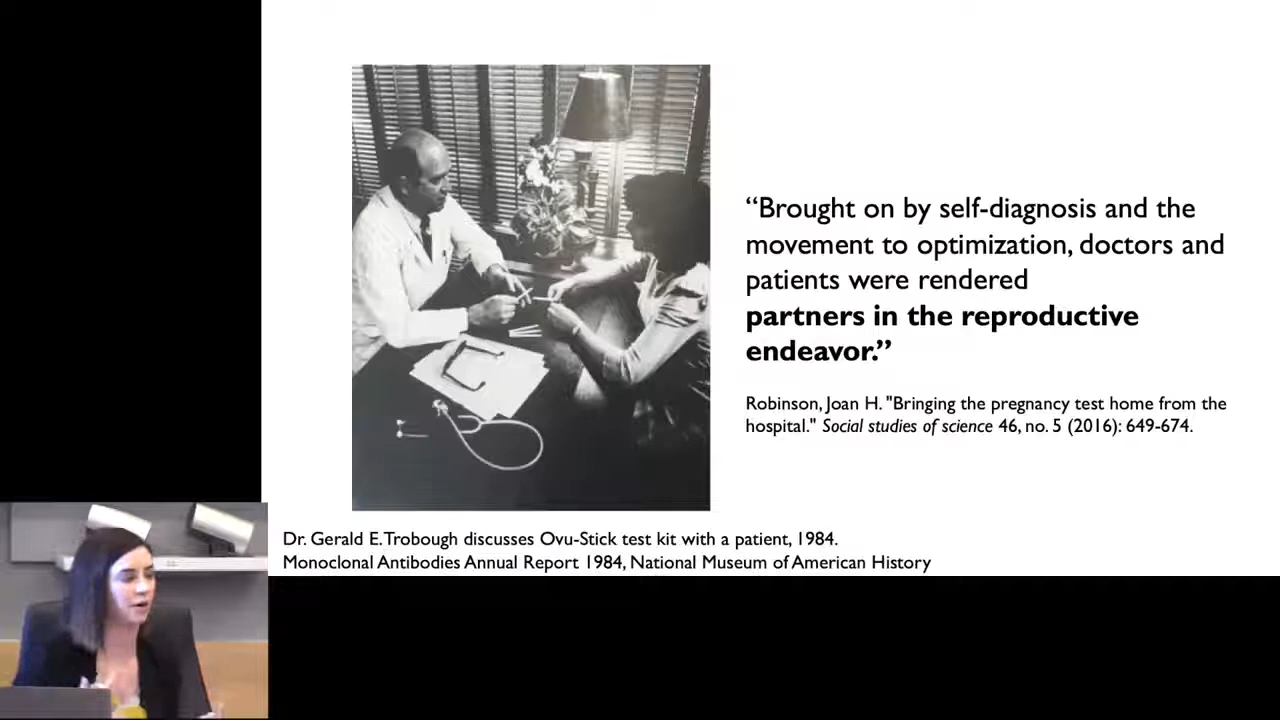 “Brought on by self-diagnosis and the
movement to optimization, doctors and
patients were rendered
partners in the reproductive
endeavor.”
Robinson, Joan H. "Bringing the pregnancy test home from the
hospital." Social studies of science 46, no. 5 (2016): 649-674.
Dr. Gerald E. Trobough discusses Ovu-Stick test kit with a patient, 1984.
Monoclonal Antibodies Annual Report 1984, National Museum of American History